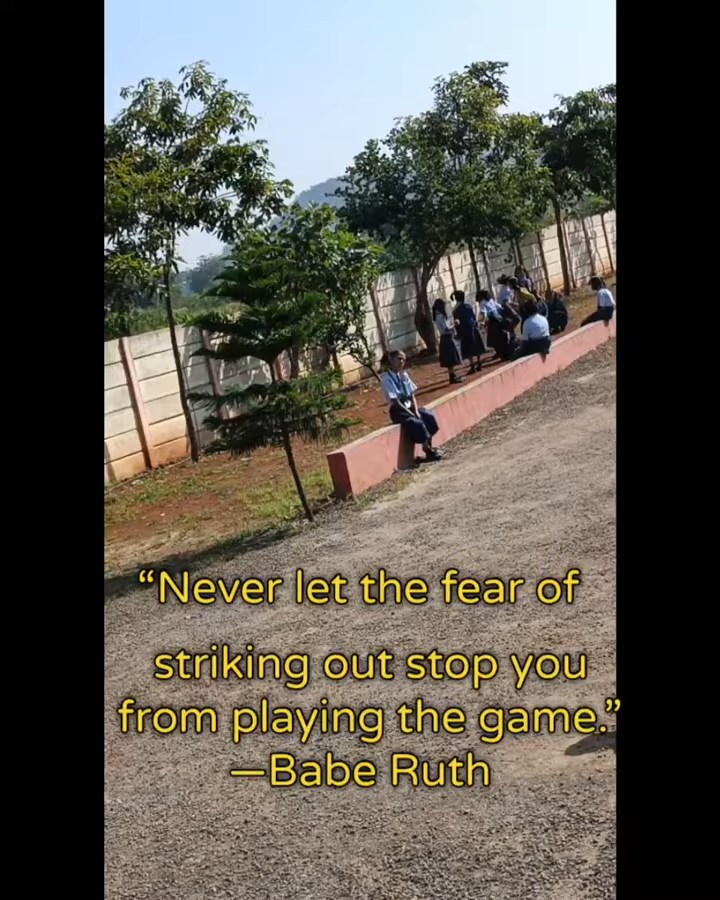 “Never let the fear of
striking out stop you
from playing the game.”
—Babe Ruth